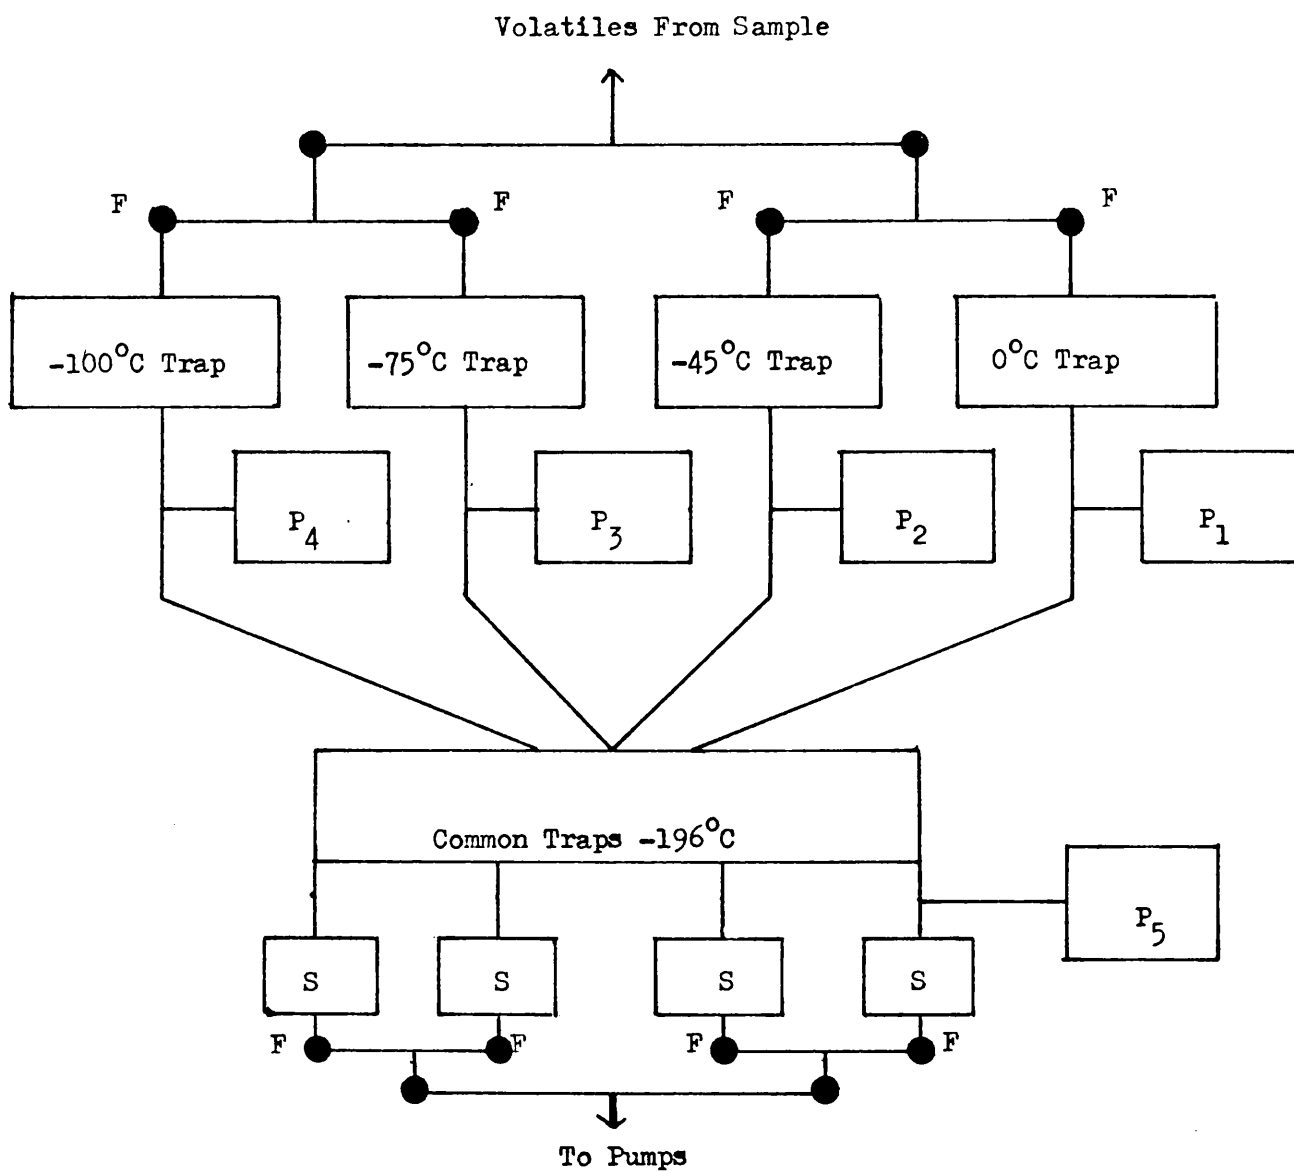 Volatiles From Sample
F F F F
-100°C Trap -75°C Trap -45°C Trap 0°C Trap
P4 P3 P2 P1
Common Traps -196°C
P5
S S S S
F F F F
To Pumps